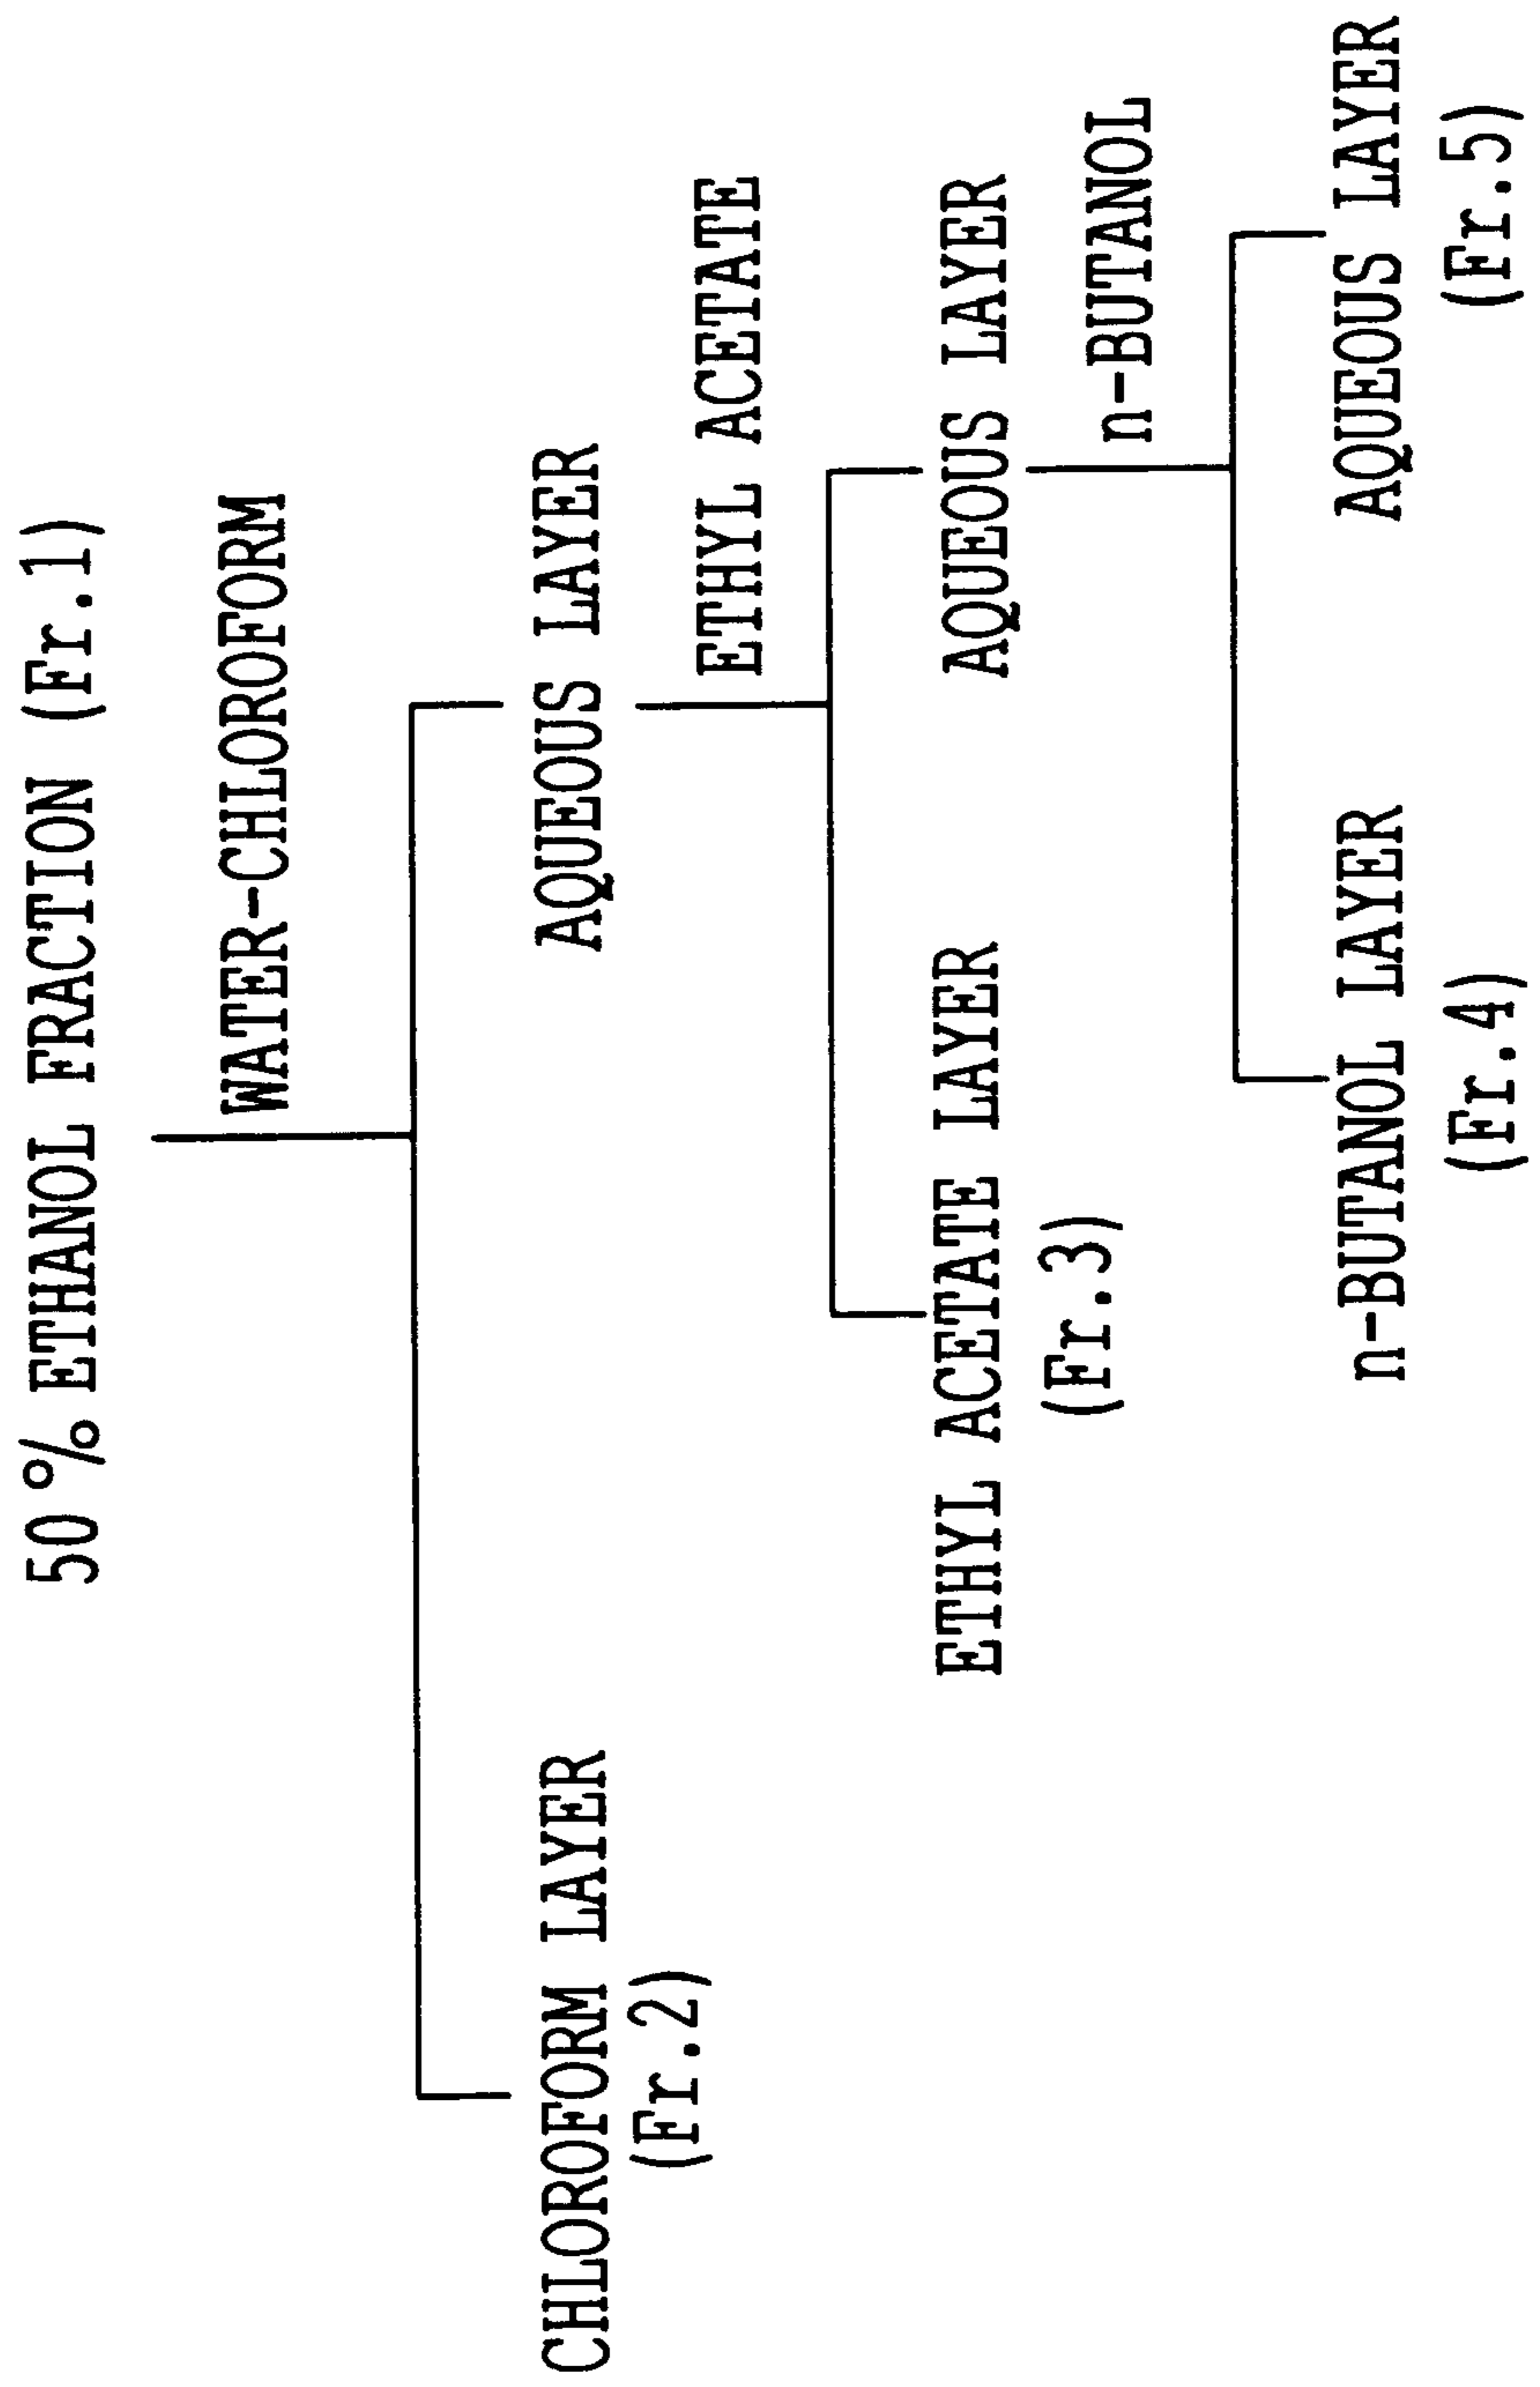 50% ETHANOL FRACTION (Fr.1)
WATER-CHLOROFORM
CHLOROFORM LAYER
(Fr.2)
AQUEOUS LAYER
ETHYL ACETATE
ETHYL ACETATE LAYER
(Fr.3)
AQUEOUS LAYER
n-BUTANOL
n-BUTANOL LAYER
(Fr.4)
AQUEOUS LAYER
(Fr.5)